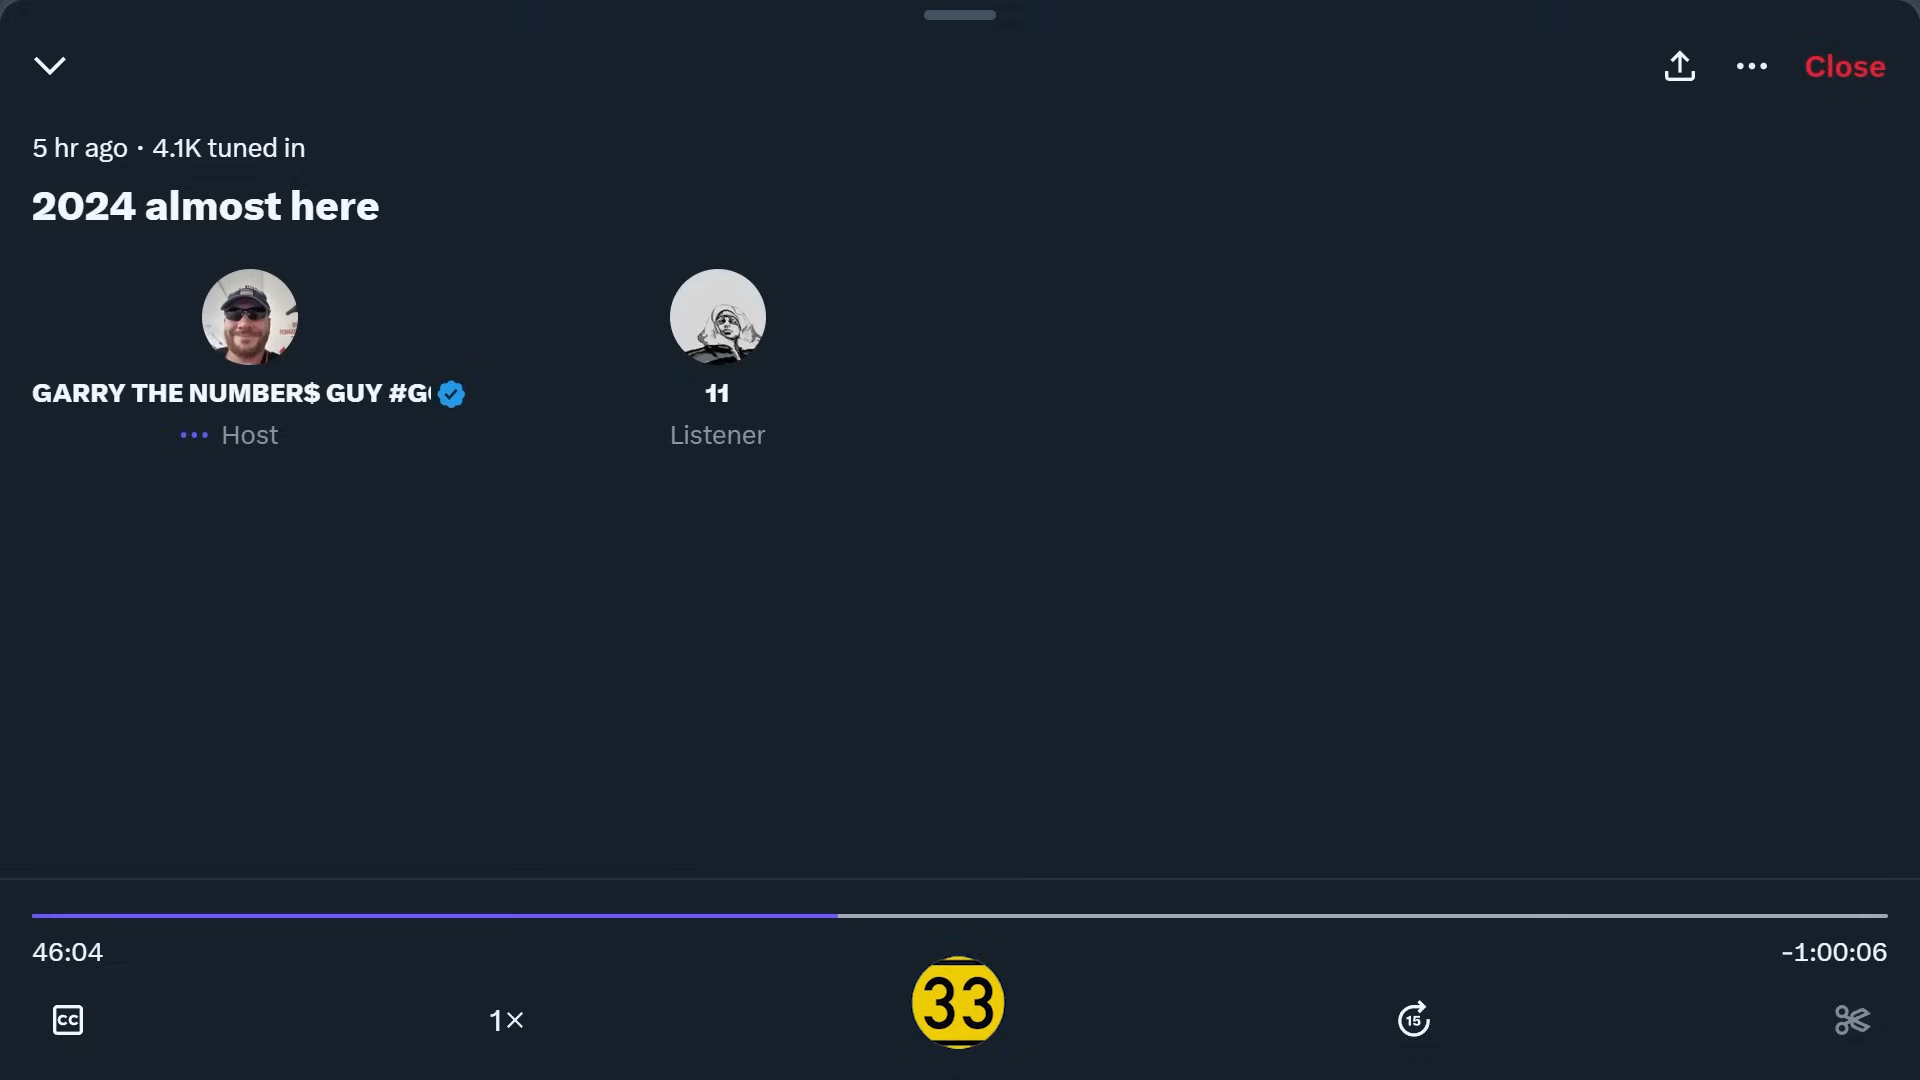 Close
5 hr ago · 4.1K tuned in
2024 almost here
GARRY THE NUMBER$ GUY #G
11
Host
Listener
46:04
-1:00:06
CC
1×
33
15